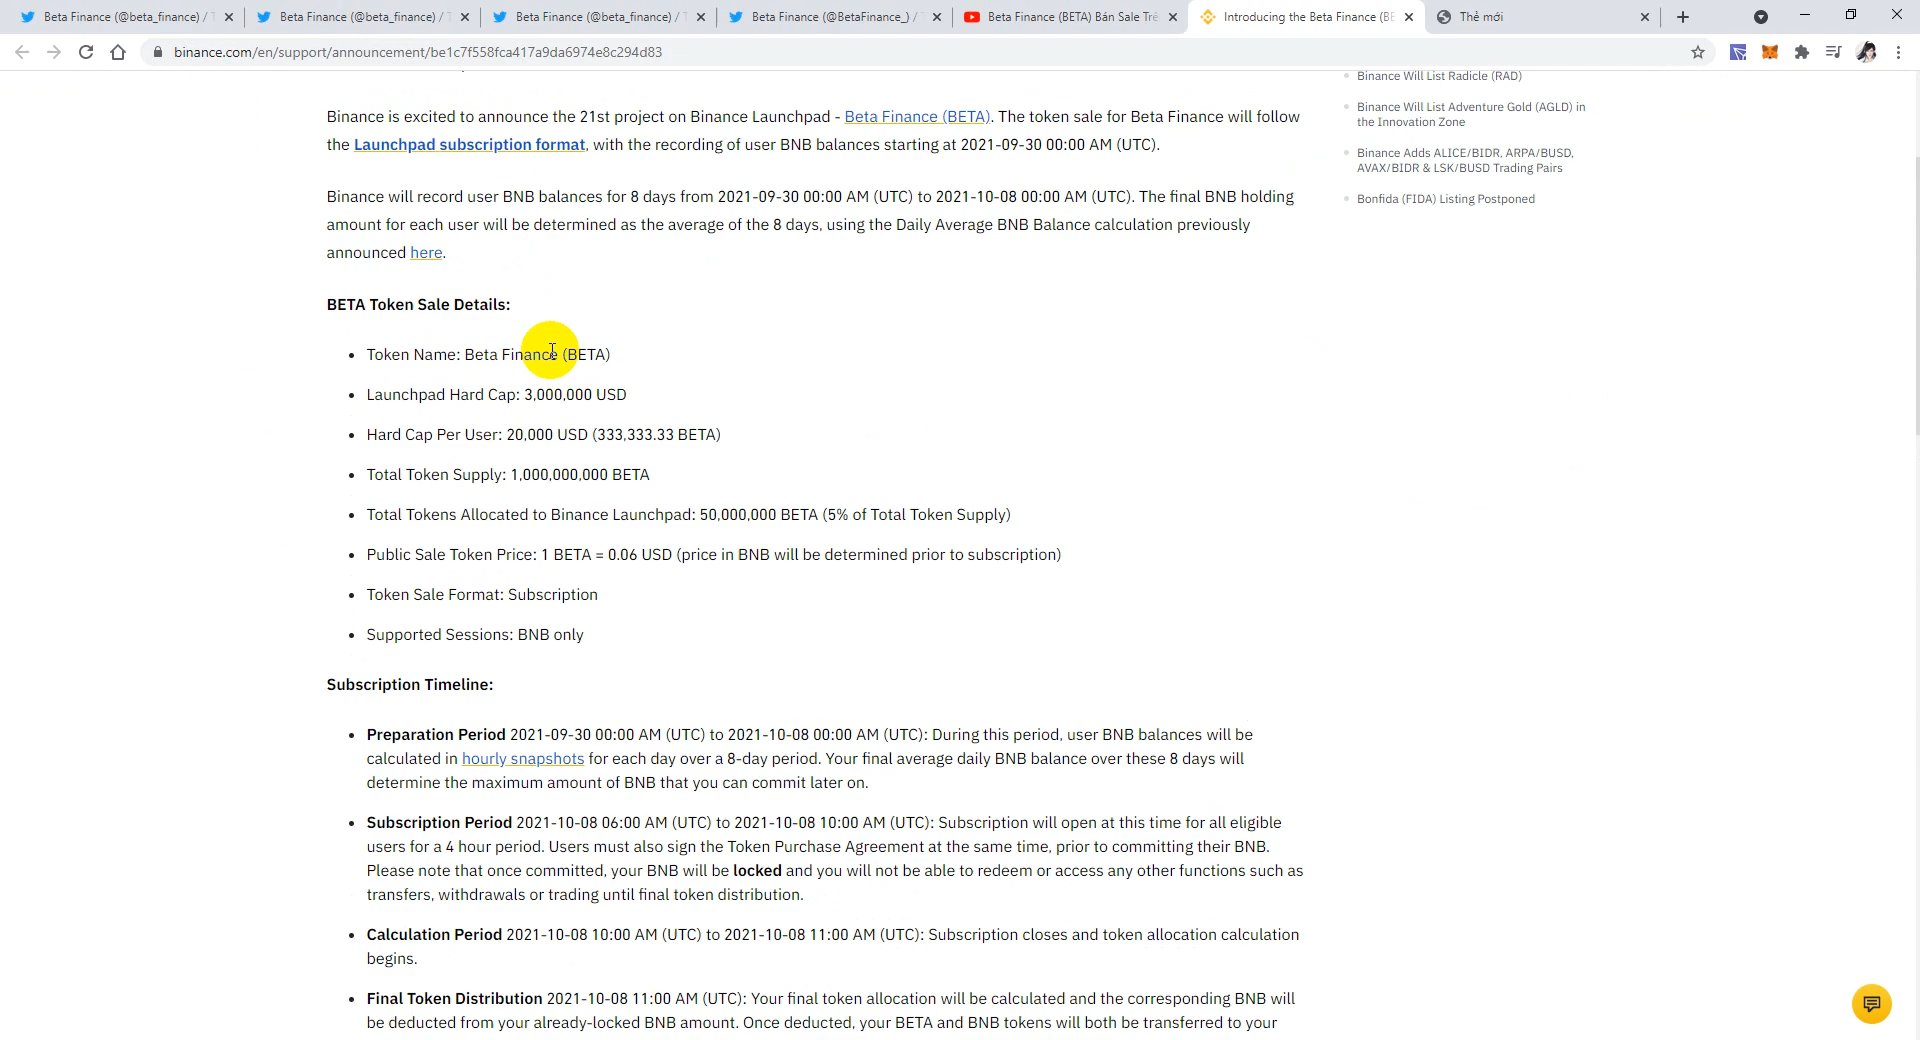 Beta Finance (@beta_finance) / T
Beta Finance (@beta_finance) / T
Beta Finance (@beta_finance) / T
Beta Finance (@BetaFinance_) / T
Beta Finance (BETA) Bán Sale Trê
Introducing the Beta Finance (BE
Thẻ mới
binance.com/en/support/announcement/be1c7f558fca417a9da6974e8c294d83
Binance is excited to announce the 21st project on Binance Launchpad - Beta Finance (BETA). The token sale for Beta Finance will follow
the Launchpad subscription format, with the recording of user BNB balances starting at 2021-09-30 00:00 AM (UTC).
Binance will record user BNB balances for 8 days from 2021-09-30 00:00 AM (UTC) to 2021-10-08 00:00 AM (UTC). The final BNB holding
amount for each user will be determined as the average of the 8 days, using the Daily Average BNB Balance calculation previously
announced here.
BETA Token Sale Details:
• Token Name: Beta Finance (BETA)
• Launchpad Hard Cap: 3,000,000 USD
• Hard Cap Per User: 20,000 USD (333,333.33 BETA)
• Total Token Supply: 1,000,000,000 BETA
• Total Tokens Allocated to Binance Launchpad: 50,000,000 BETA (5% of Total Token Supply)
• Public Sale Token Price: 1 BETA = 0.06 USD (price in BNB will be determined prior to subscription)
• Token Sale Format: Subscription
• Supported Sessions: BNB only
Subscription Timeline:
• Preparation Period 2021-09-30 00:00 AM (UTC) to 2021-10-08 00:00 AM (UTC): During this period, user BNB balances will be
calculated in hourly snapshots for each day over a 8-day period. Your final average daily BNB balance over these 8 days will
determine the maximum amount of BNB that you can commit later on.
• Subscription Period 2021-10-08 06:00 AM (UTC) to 2021-10-08 10:00 AM (UTC): Subscription will open at this time for all eligible
users for a 4 hour period. Users must also sign the Token Purchase Agreement at the same time, prior to committing their BNB.
Please note that once committed, your BNB will be locked and you will not be able to redeem or access any other functions such as
transfers, withdrawals or trading until final token distribution.
• Calculation Period 2021-10-08 10:00 AM (UTC) to 2021-10-08 11:00 AM (UTC): Subscription closes and token allocation calculation
begins.
• Final Token Distribution 2021-10-08 11:00 AM (UTC): Your final token allocation will be calculated and the corresponding BNB will
be deducted from your already-locked BNB amount. Once deducted, your BETA and BNB tokens will both be transferred to your
Binance Will List Radicle (RAD)
Binance Will List Adventure Gold (AGLD) in
the Innovation Zone
Binance Adds ALICE/BIDR, ARPA/BUSD,
AVAX/BIDR & LSK/BUSD Trading Pairs
Bonfida (FIDA) Listing Postponed